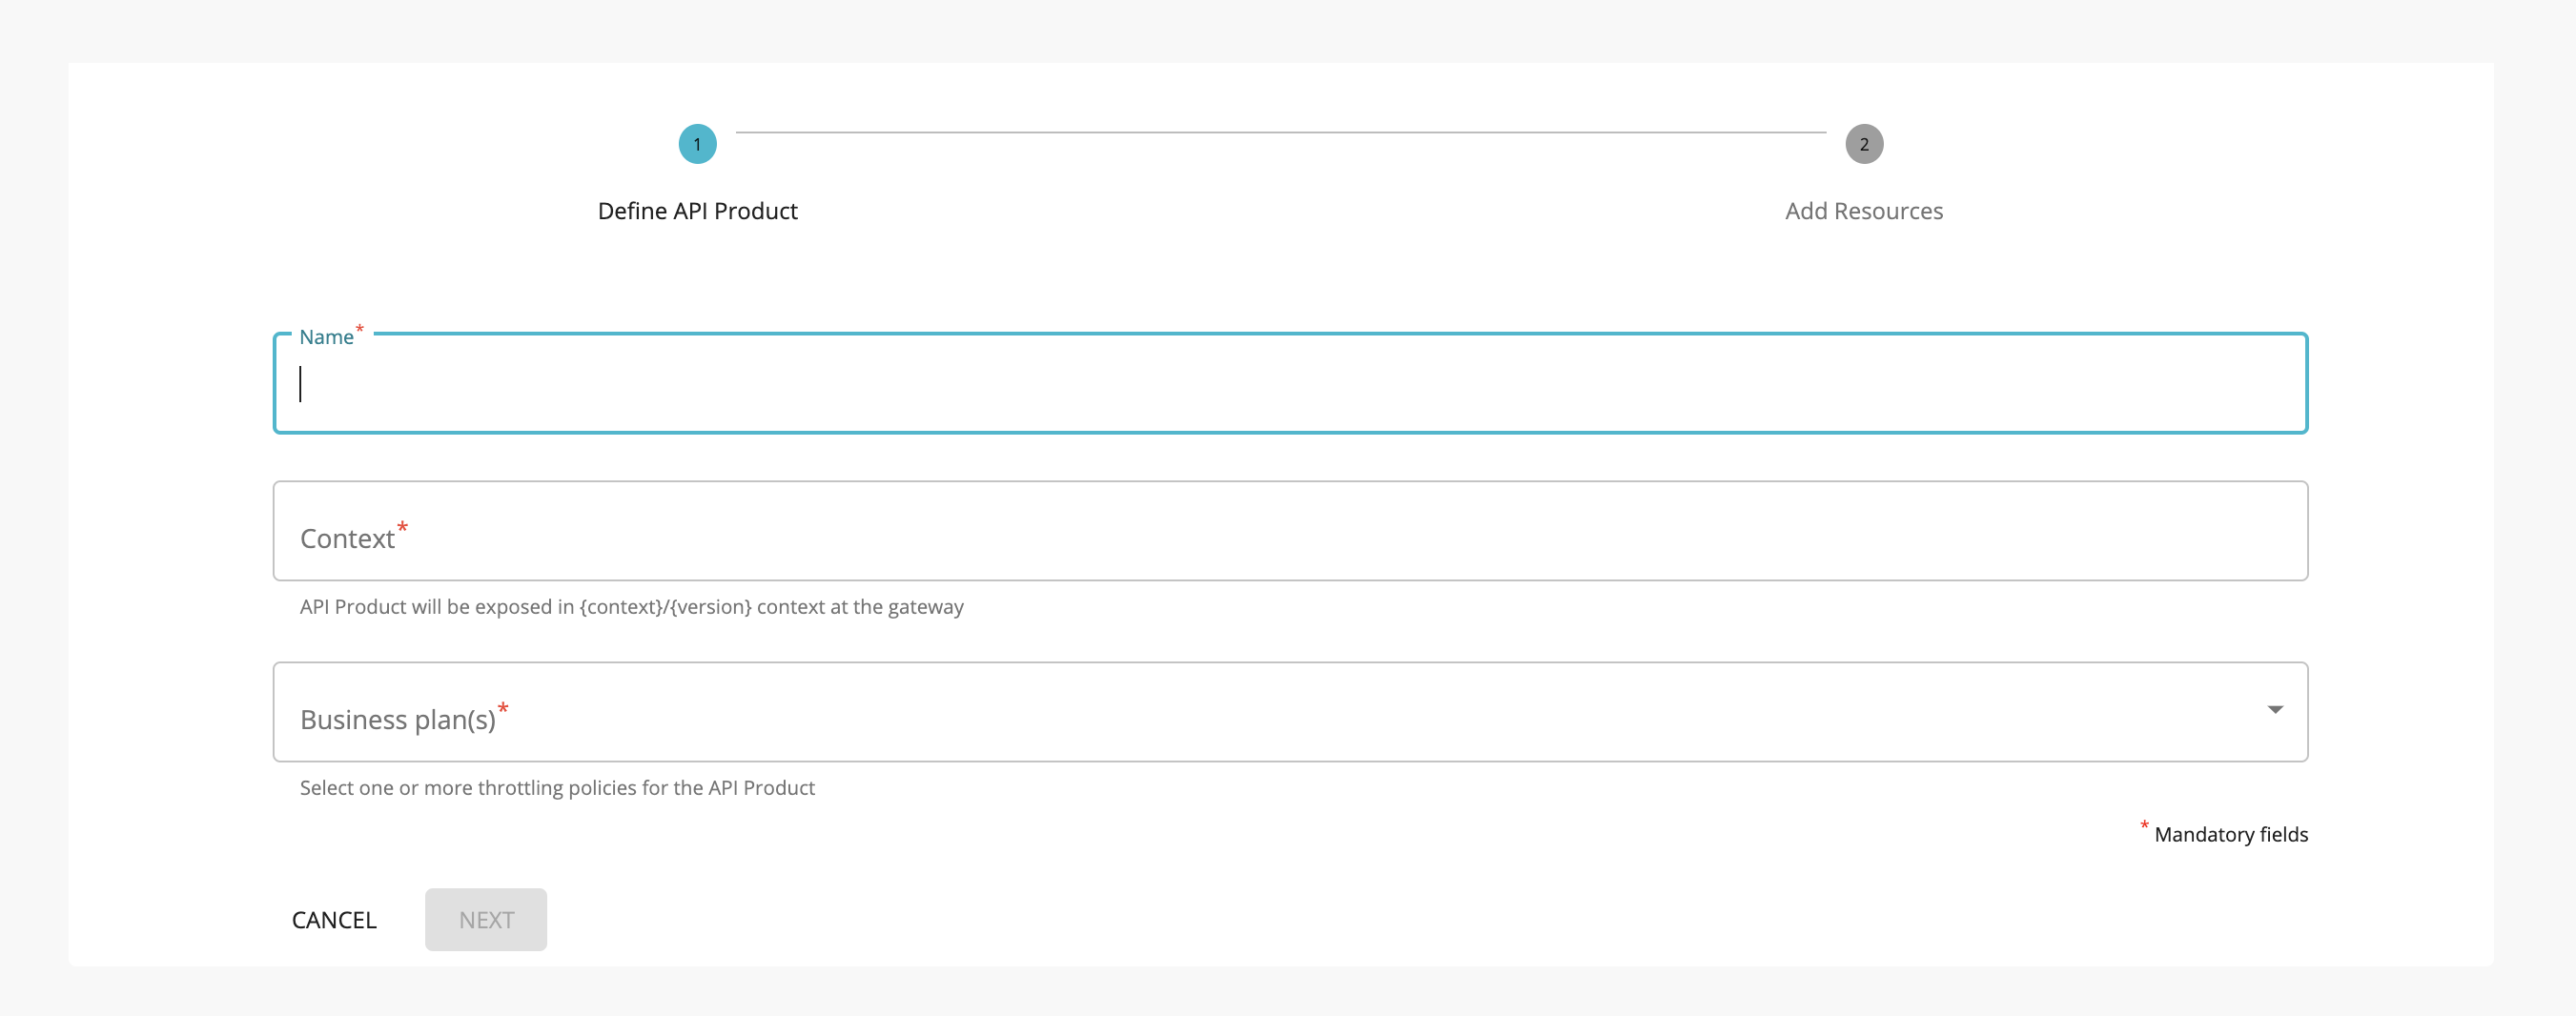 1
2
Define API Product
Add Resources
Name*
Context*
API Product will be exposed in {context}/{version} context at the gateway
Business plan(s)*
Select one or more throttling policies for the API Product
* Mandatory fields
CANCEL
NEXT